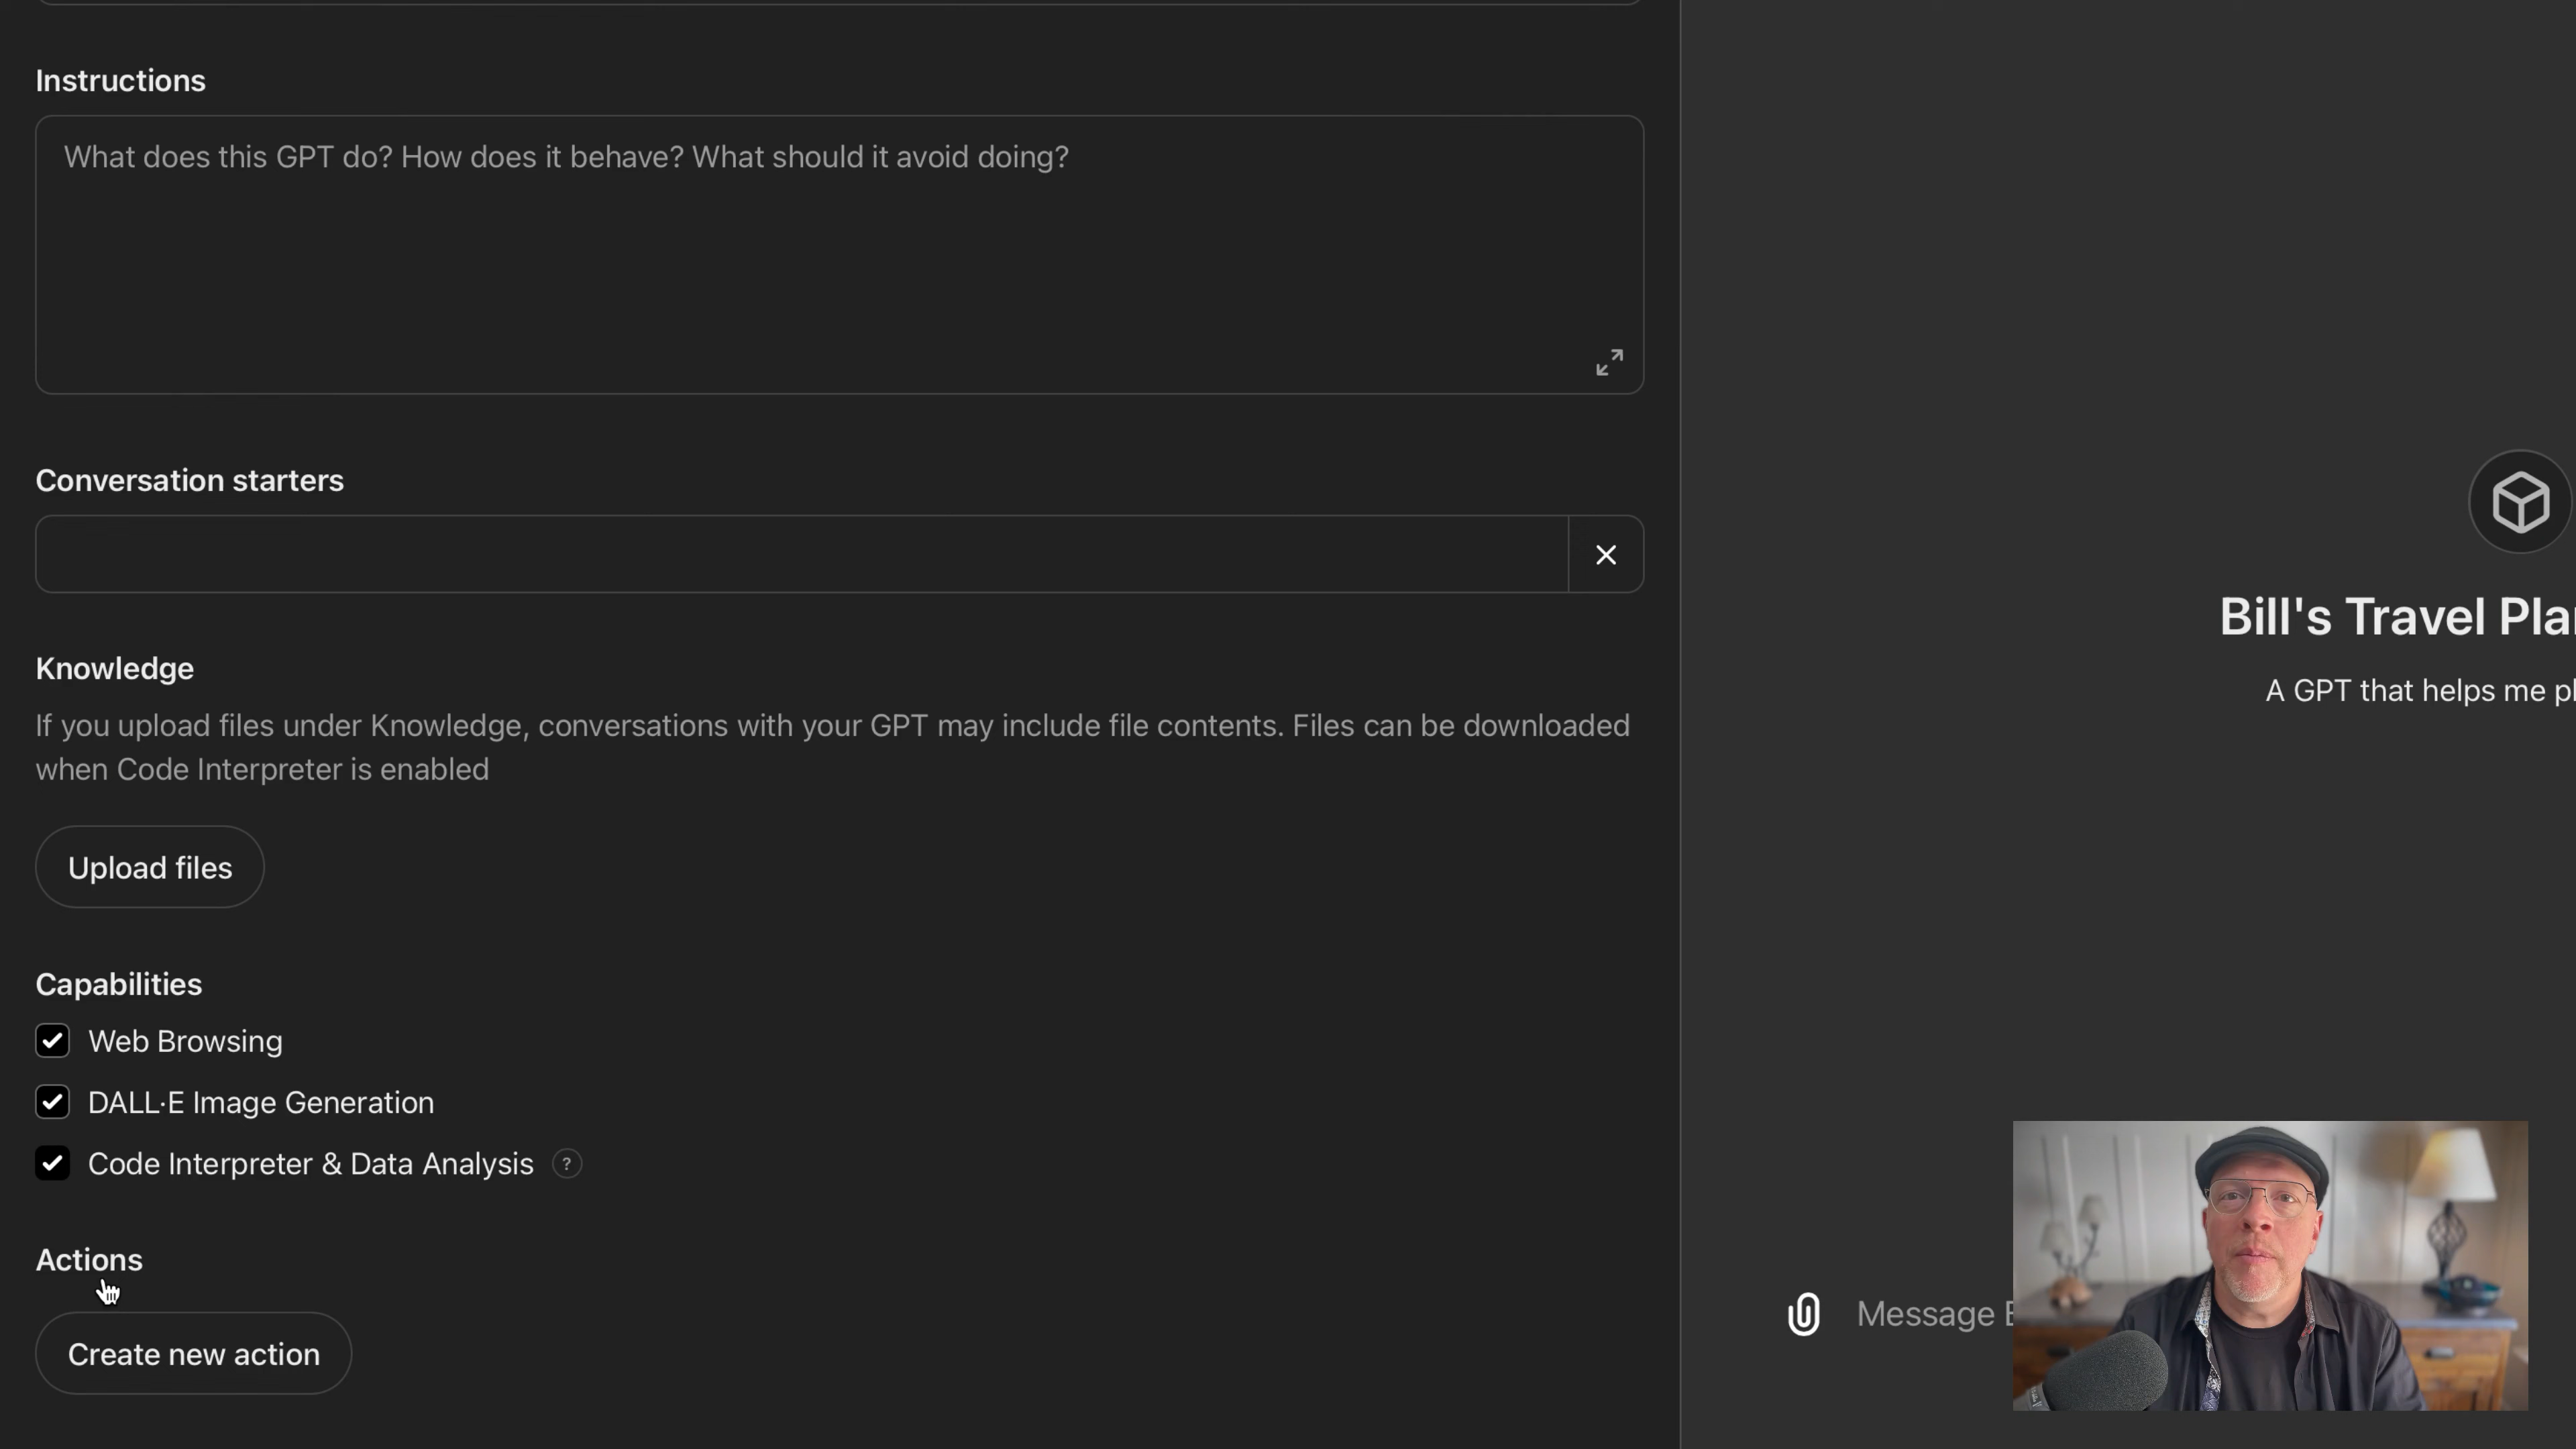 Instructions
What does this GPT do? How does it behave? What should it avoid doing?
Conversation starters
Knowledge
If you upload files under Knowledge, conversations with your GPT may include file contents. Files can be downloaded
when Code Interpreter is enabled
Upload files
Capabilities
Web Browsing
DALL·E Image Generation
Code Interpreter & Data Analysis ?
Actions
Create new action
Bill's Travel
A GPT that helps me
Message